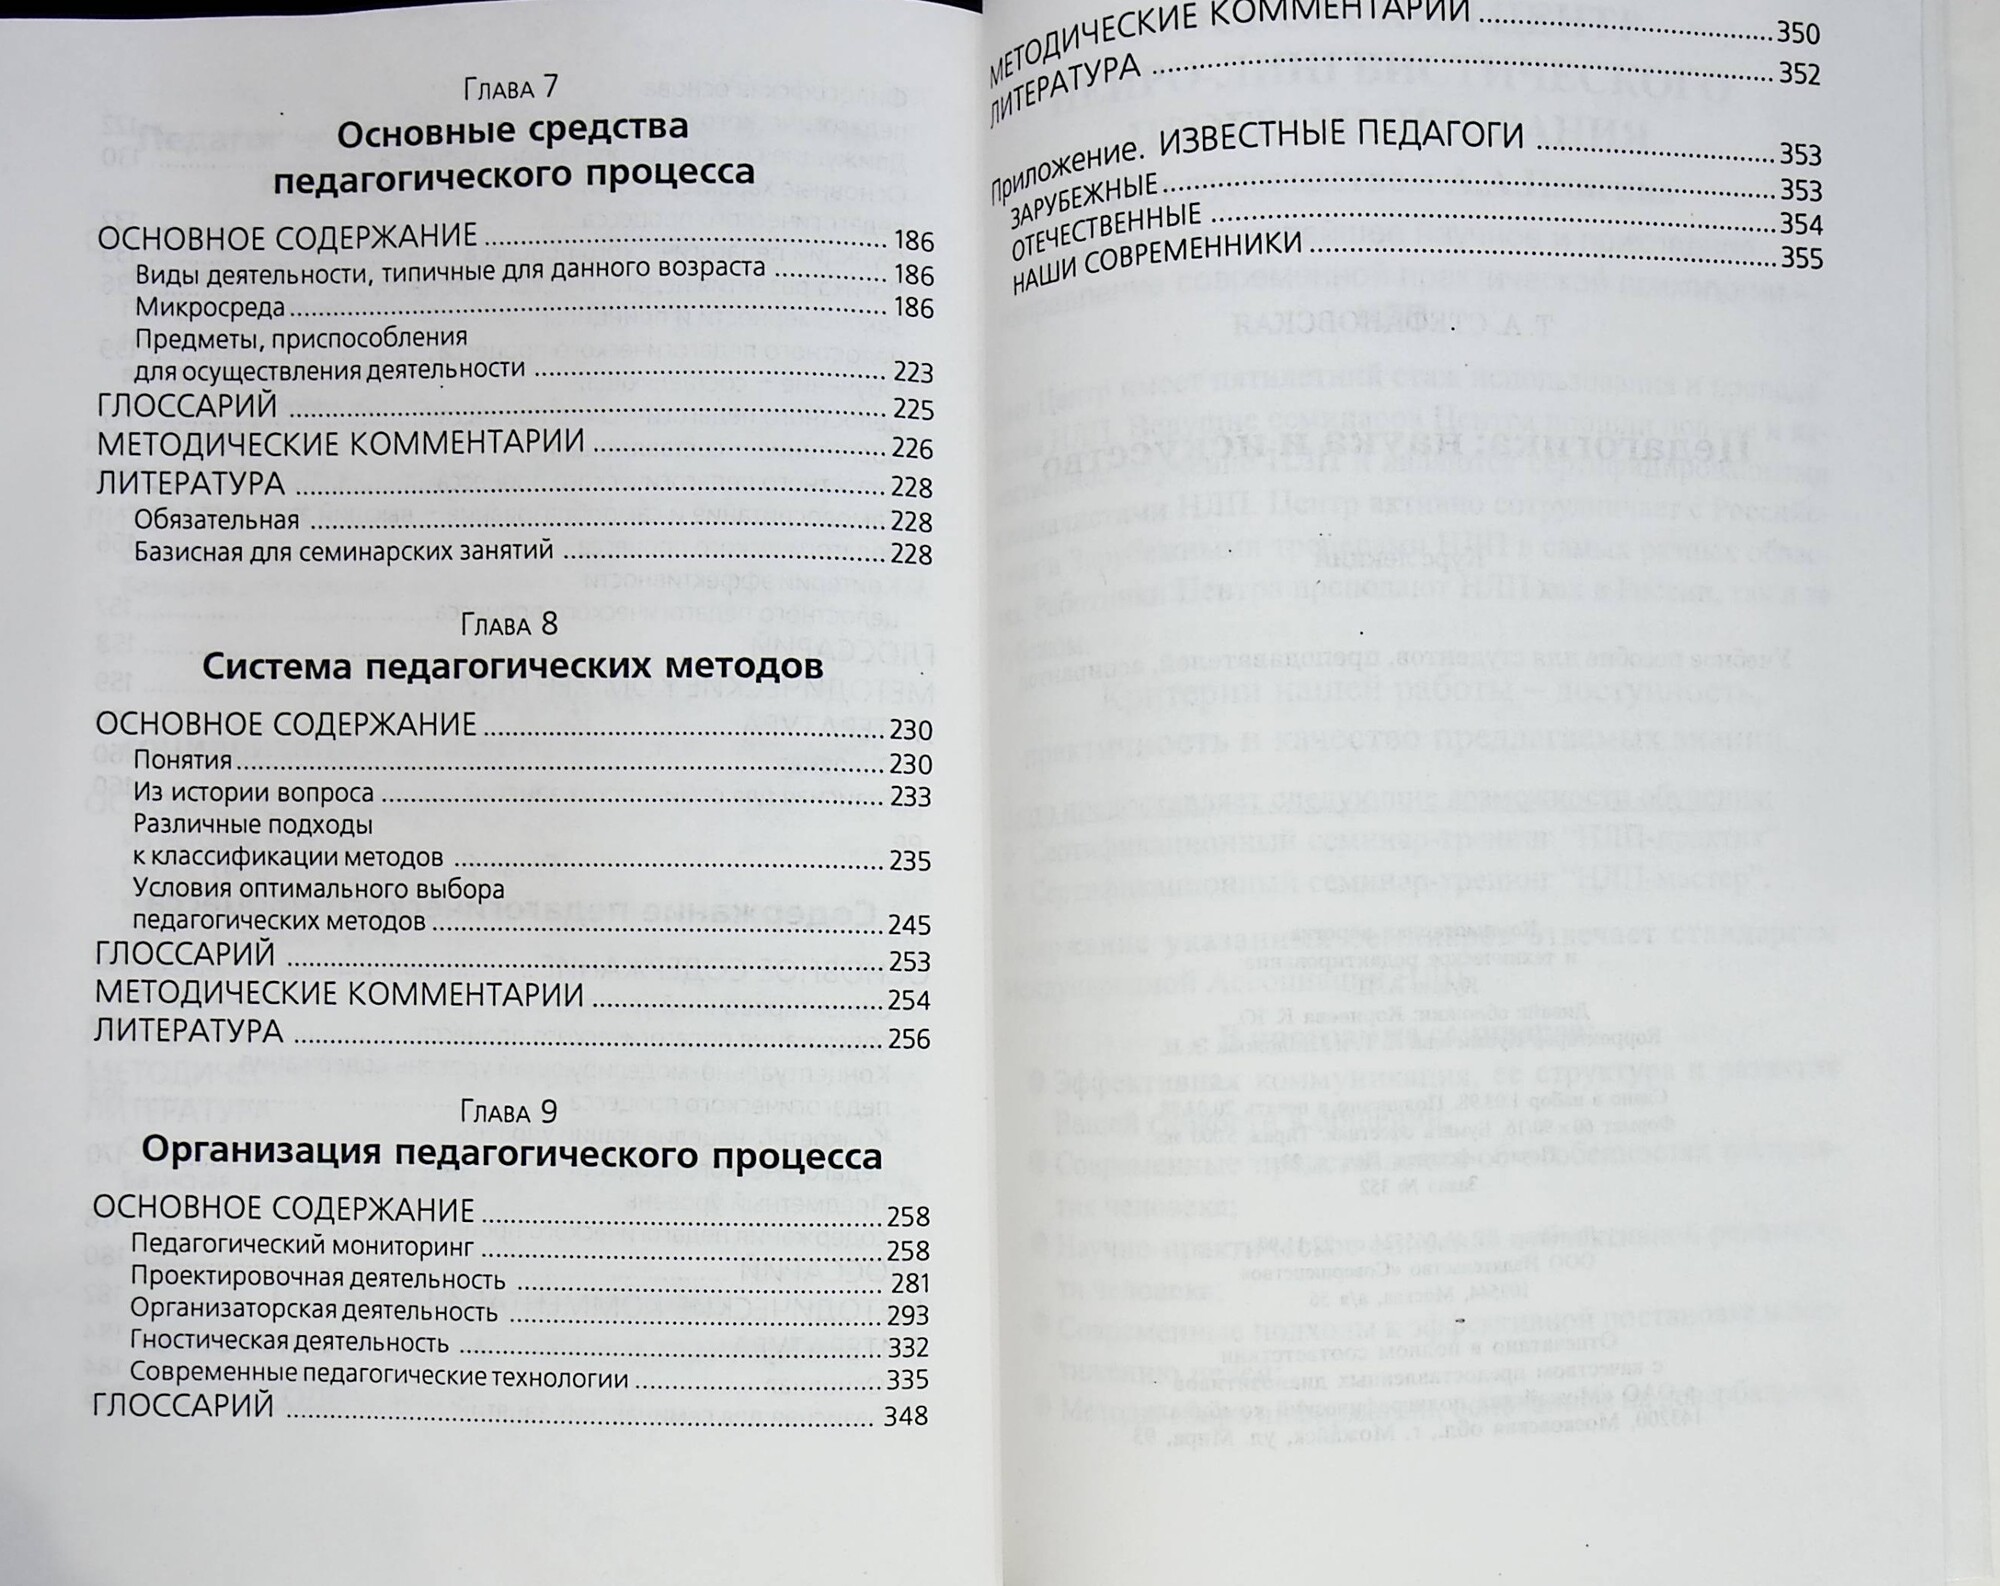 Глава 7
Основные средства
педагогического процесса
ОСНОВНОЕ СОДЕРЖАНИЕ 186
Виды деятельности, типичные для данного возраста 186
Микросреда 186
Предметы, приспособления
для осуществления деятельности 223
ГЛОССАРИЙ 225
МЕТОДИЧЕСКИЕ КОММЕНТАРИИ 226
ЛИТЕРАТУРА 228
Обязательная 228
Базисная для семинарских занятий 228
Глава 8
Система педагогических методов
ОСНОВНОЕ СОДЕРЖАНИЕ 230
Понятия 230
Из истории вопроса 233
Различные подходы
к классификации методов 235
Условия оптимального выбора
педагогических методов 245
ГЛОССАРИЙ 253
МЕТОДИЧЕСКИЕ КОММЕНТАРИИ 254
ЛИТЕРАТУРА 256
Глава 9
Организация педагогического процесса
ОСНОВНОЕ СОДЕРЖАНИЕ 258
Педагогический мониторинг 258
Проектировочная деятельность 281
Организаторская деятельность 293
Гностическая деятельность 332
Современные педагогические технологии 335
ГЛОССАРИЙ 348
МЕТОДИЧЕСКИЕ КОММЕНТАРИИ 350
ЛИТЕРАТУРА 352
Приложение. ИЗВЕСТНЫЕ ПЕДАГОГИ 353
ЗАРУБЕЖНЫЕ 353
ОТЕЧЕСТВЕННЫЕ 354
НАШИ СОВРЕМЕННИКИ 355